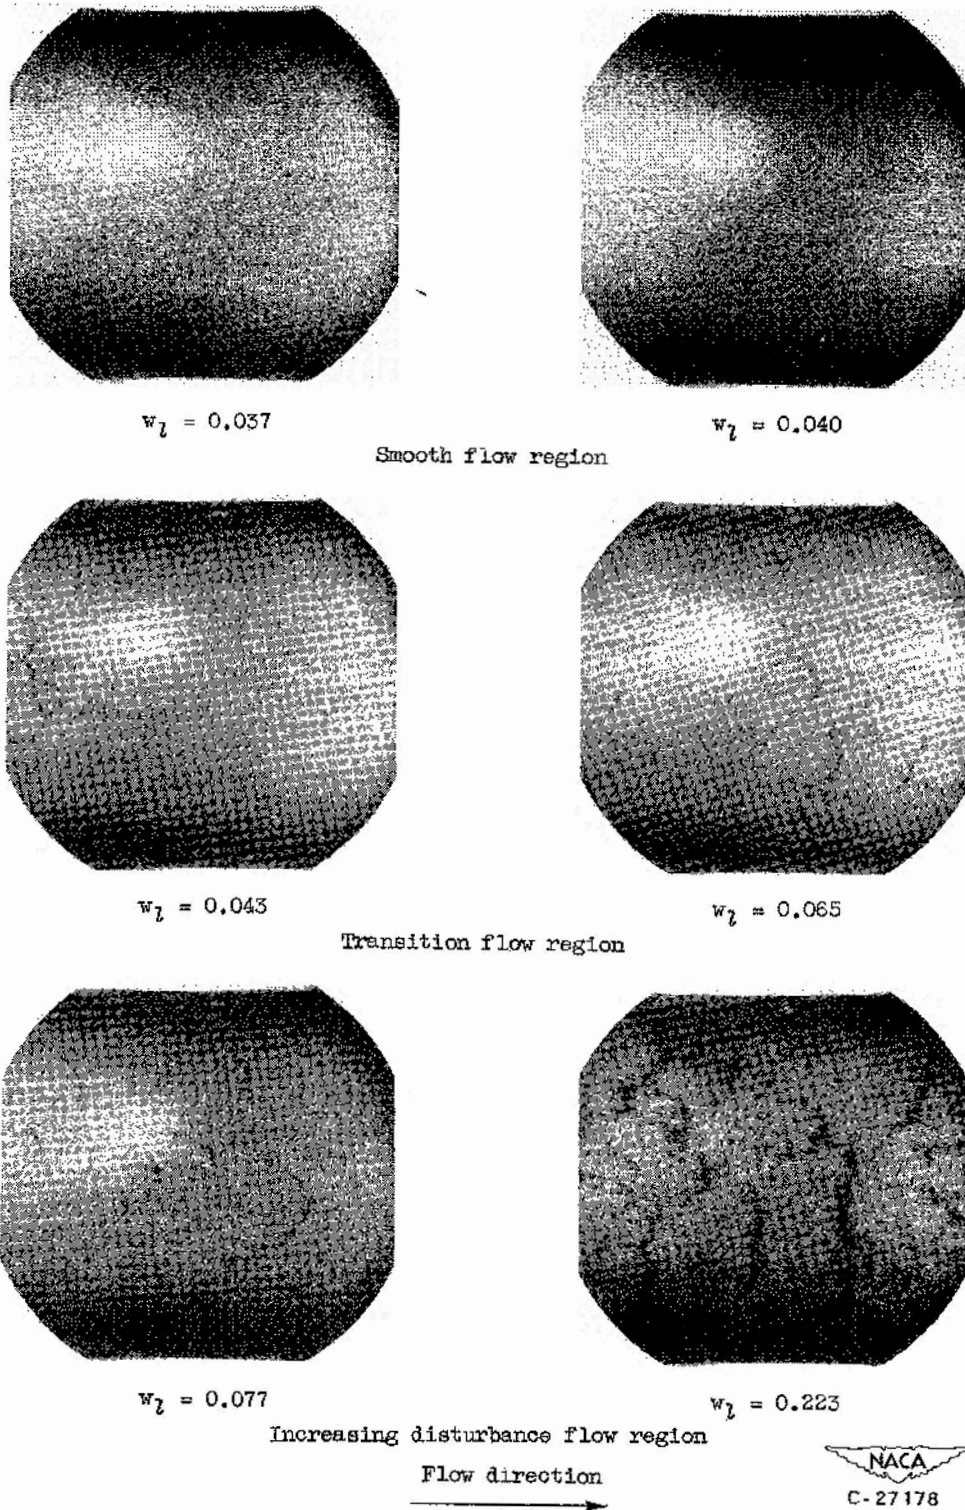 w_l = 0.037 w_l = 0.040
Smooth flow region
w_l = 0.043 w_l = 0.065
Transition flow region
w_l = 0.077 w_l = 0.223
Increasing disturbance flow region
Flow direction
NACA
C-27178